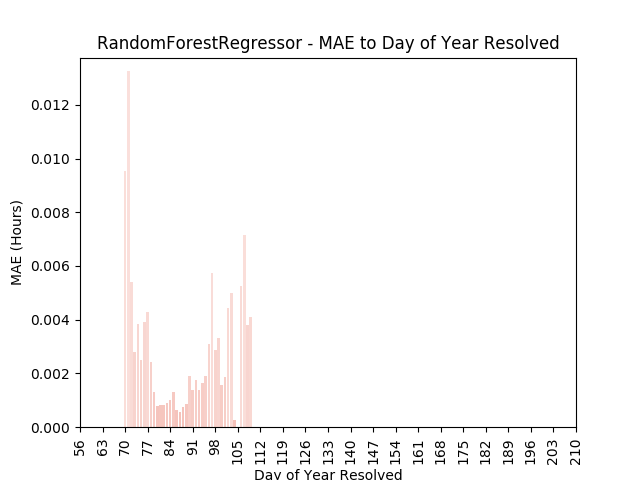 RandomForestRegressor - MAE to Day of Year Resolved
0.012
0.010
0.008
0.006
0.004
0.002
0.000
MAE (Hours)
56 63 70 77 84 91 98 105 112 119 126 133 140 147 154 161 168 175 182 189 196 203 210
Day of Year Resolved